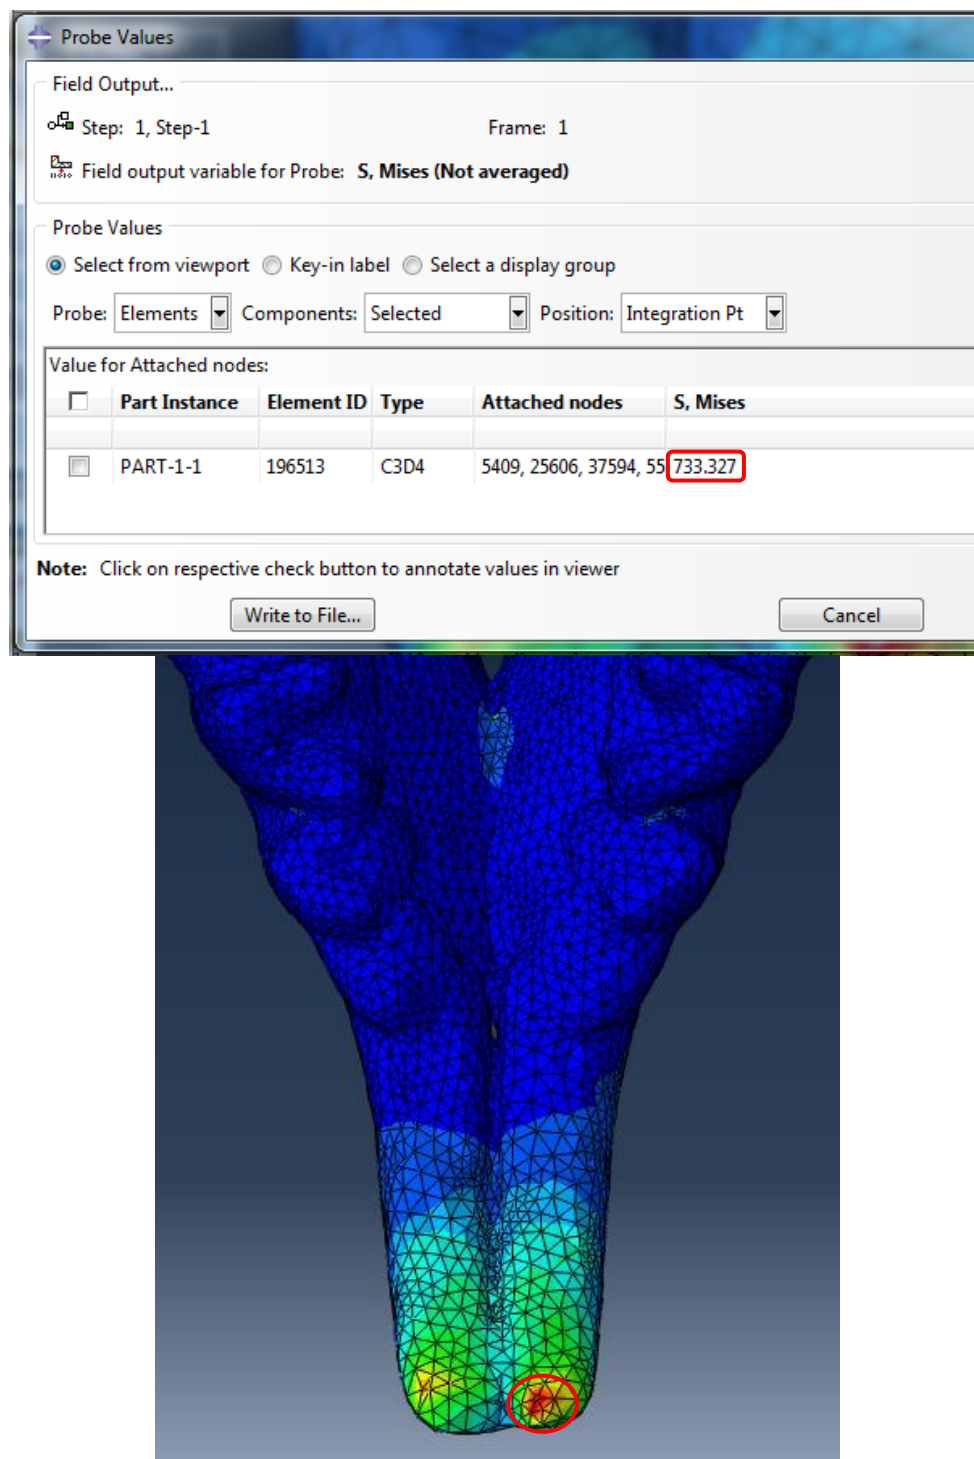 Probe Values
Field Output...
Step: 1, Step-1 Frame: 1
Field output variable for Probe: S, Mises (Not averaged)
Probe Values
Select from viewport Key-in label Select a display group
Probe: Elements Components: Selected Position: Integration Pt
Value for Attached nodes:
Part Instance Element ID Type Attached nodes S, Mises
PART-1-1 196513 C3D4 5409, 25606, 37594, 55 733.327
Note: Click on respective check button to annotate values in viewer
Write to File... Cancel